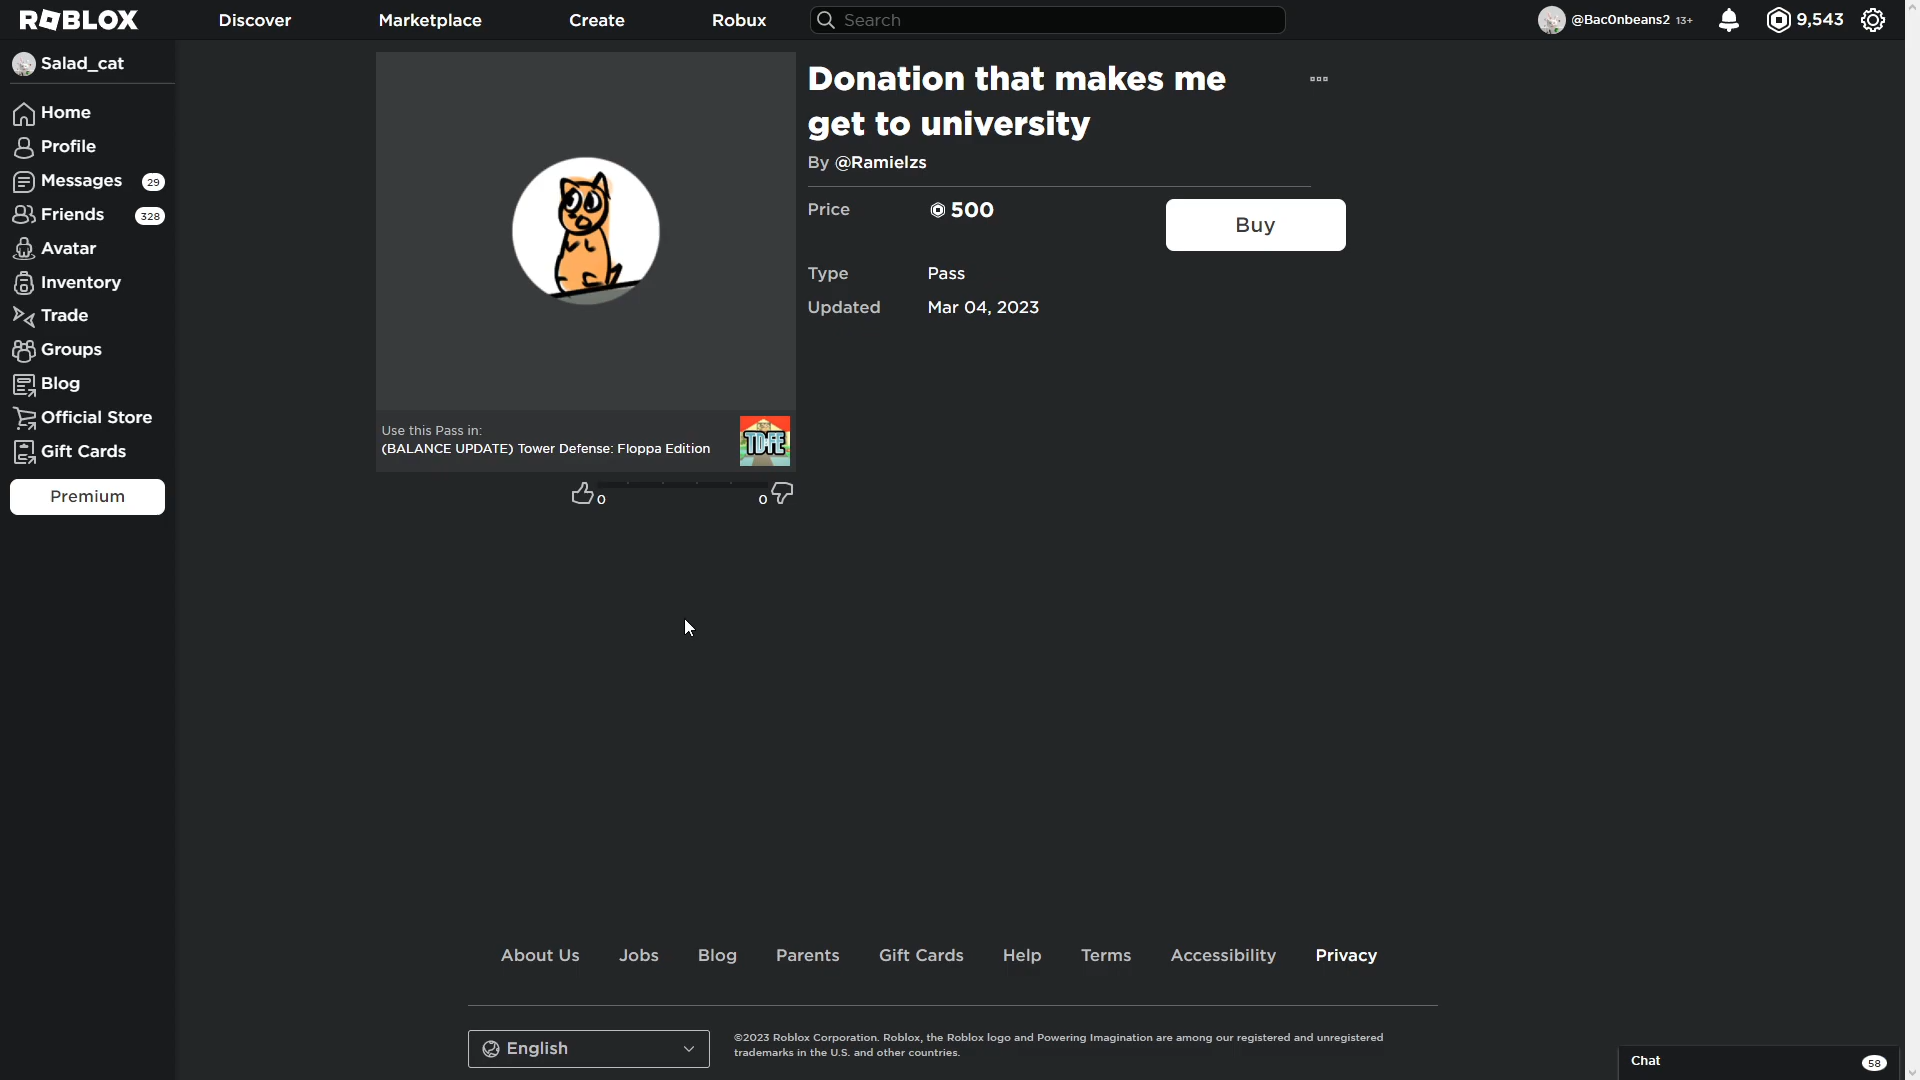 ROBLOX
Discover
Marketplace
Create
Robux
Search
@Bac0nbeans2 13+
9,543
Salad_cat
Home
Profile
Messages 29
Friends 328
Avatar
Inventory
Trade
Groups
Blog
Official Store
Gift Cards
Premium
Donation that makes me
get to university
By @Ramielzs
Price 500
Buy
Type Pass
Updated Mar 04, 2023
Use this Pass in:
(BALANCE UPDATE) Tower Defense: Floppa Edition
TD:FE
0 0
About Us Jobs Blog Parents Gift Cards Help Terms Accessibility Privacy
English
©2023 Roblox Corporation. Roblox, the Roblox logo and Powering Imagination are among our registered and unregistered
trademarks in the U.S. and other countries.
Chat 58